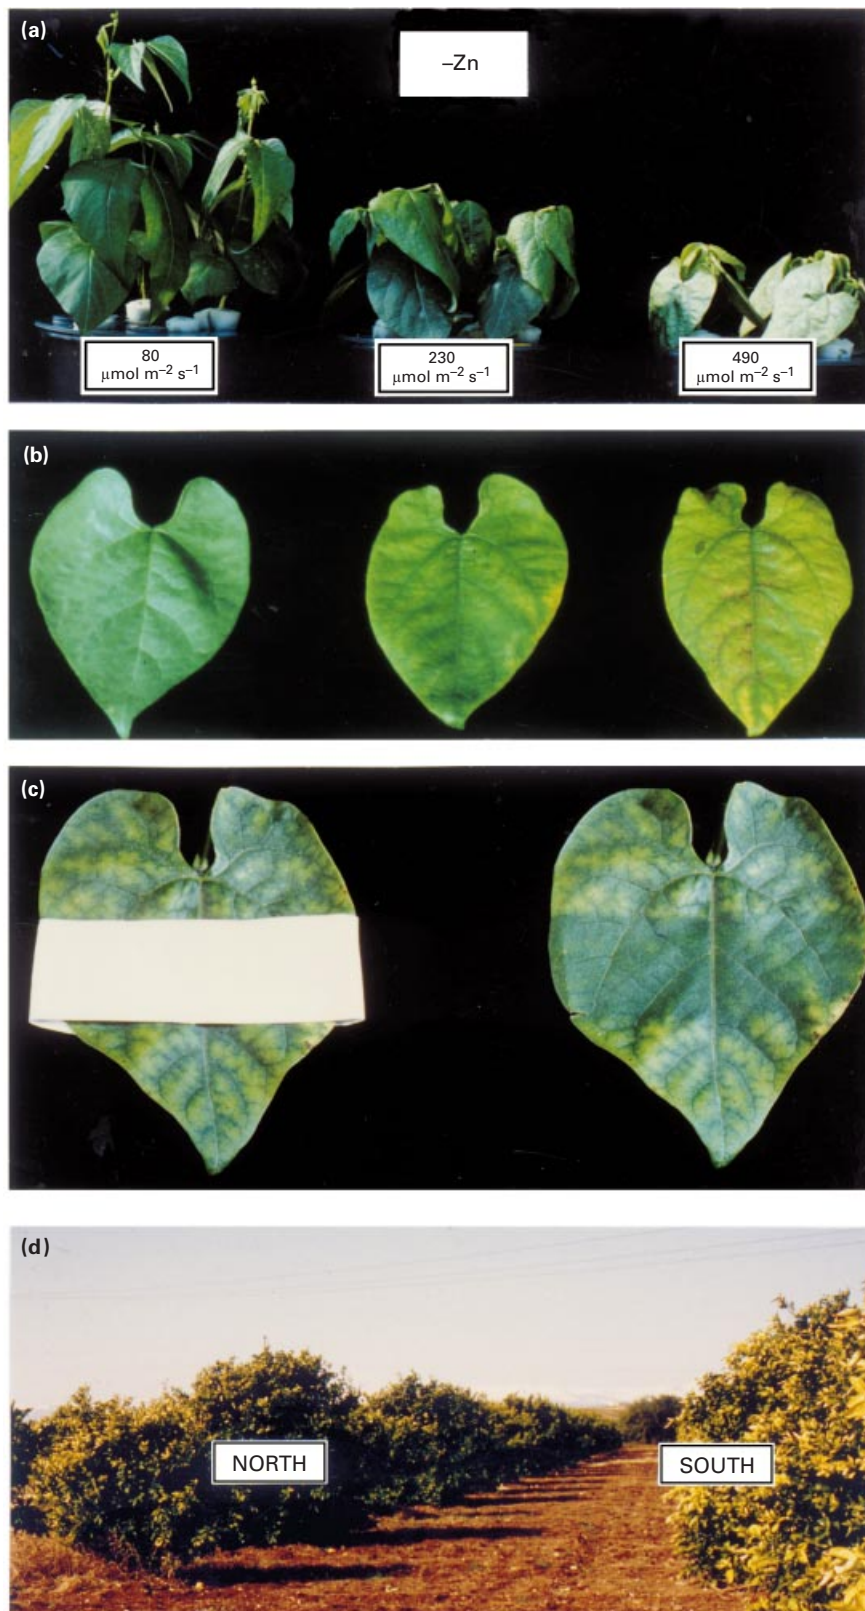 (a)
–Zn
80
μmol m⁻² s⁻¹
230
μmol m⁻² s⁻¹
490
μmol m⁻² s⁻¹
(b)
(c)
(d)
NORTH
SOUTH